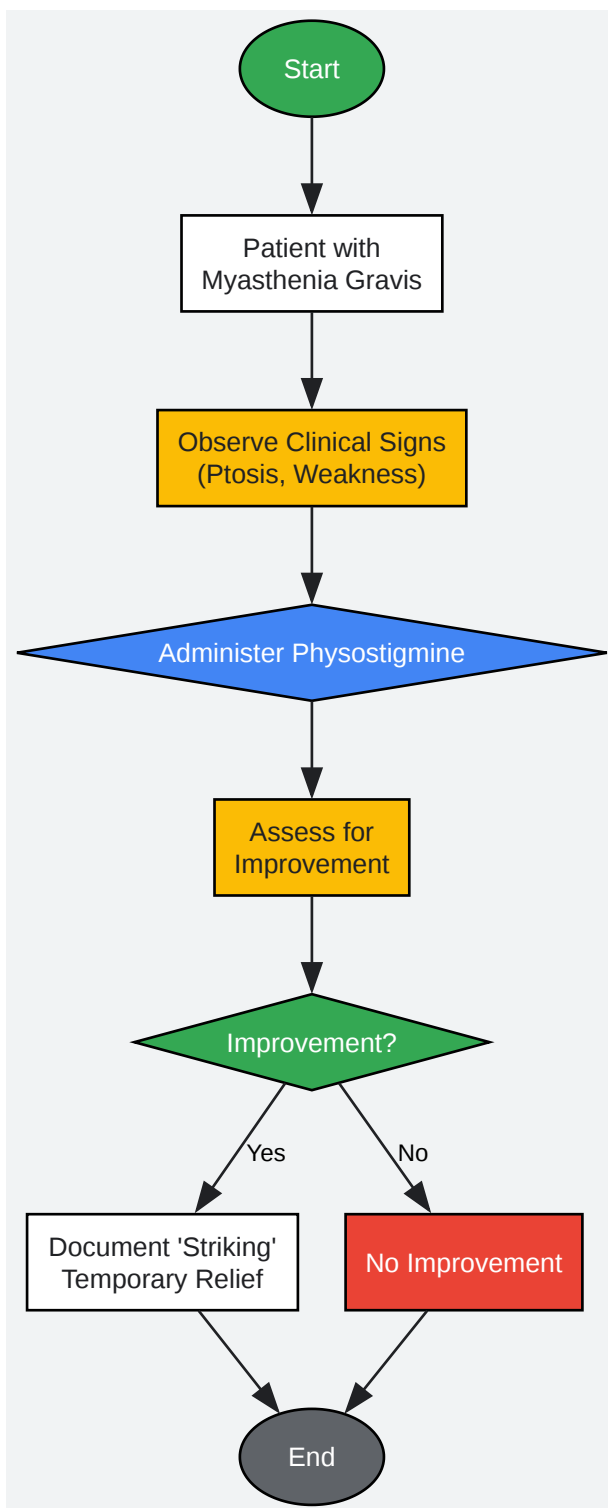 Start
Patient with
Myasthenia Gravis
Observe Clinical Signs
(Ptosis, Weakness)
Administer Physostigmine
Assess for
Improvement
Improvement?
Yes
No
Document 'Striking'
Temporary Relief
No Improvement
End